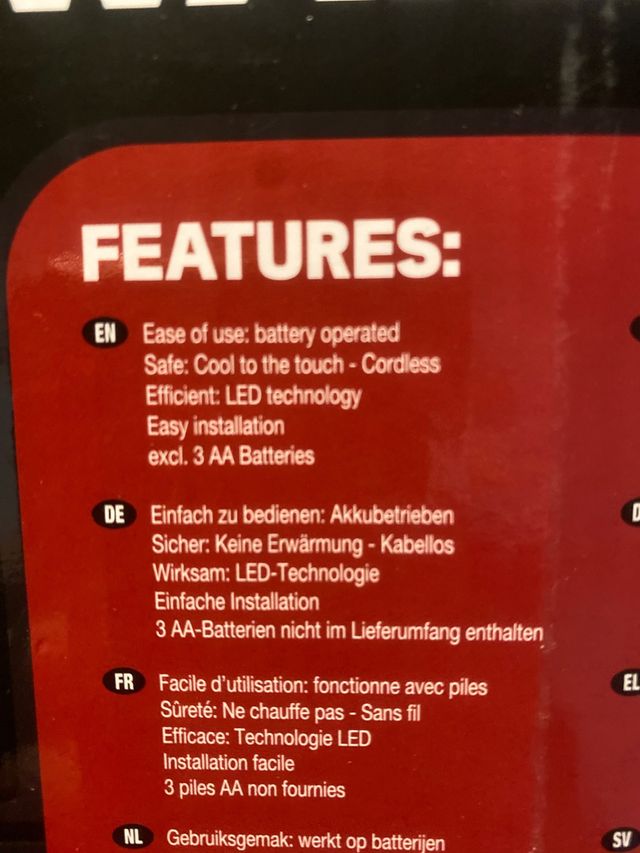 FEATURES:
EN Ease of use: battery operated
Safe: Cool to the touch - Cordless
Efficient: LED technology
Easy installation
excl. 3 AA Batteries
DE Einfach zu bedienen: Akkubetrieben
Sicher: Keine Erwärmung - Kabellos
Wirksam: LED-Technologie
Einfache Installation
3 AA-Batterien nicht im Lieferumfang enthalten
FR Facile d'utilisation: fonctionne avec piles
Sûreté: Ne chauffe pas - Sans fil
Efficace: Technologie LED
Installation facile
3 piles AA non fournies
EL
NL Gebruiksgemak: werkt op batterijen
SV